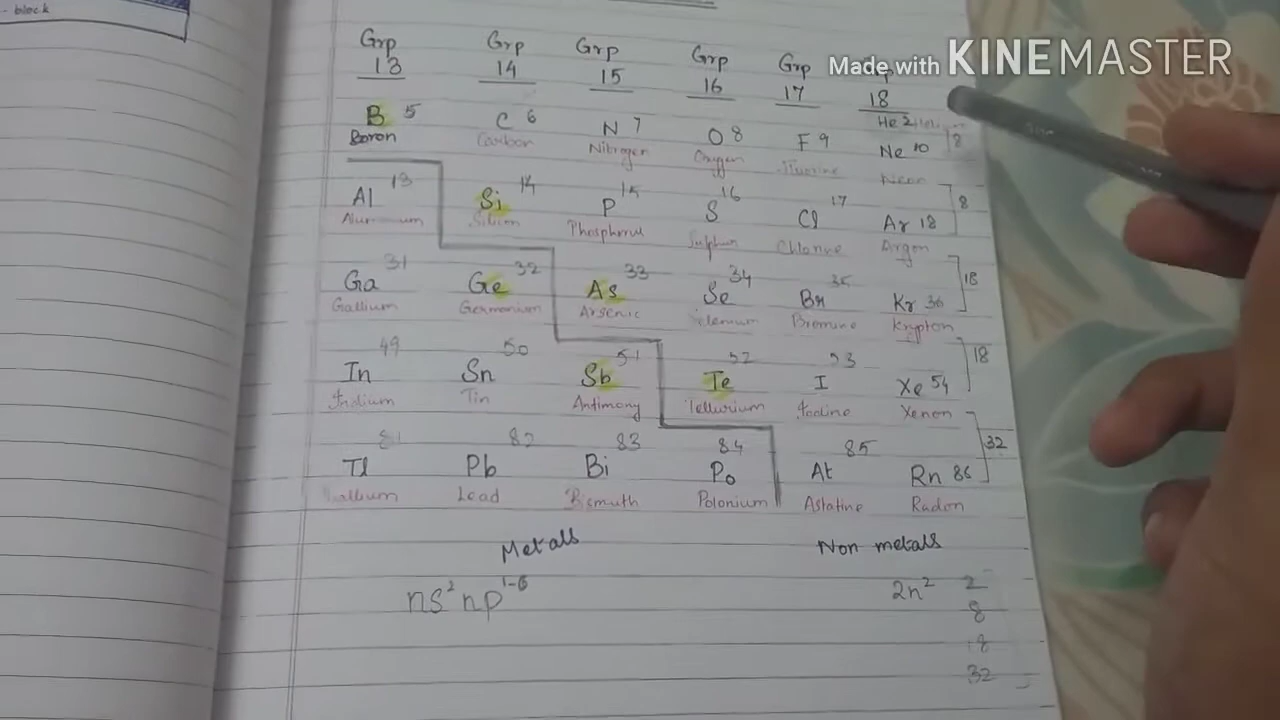 - block
Made with KINEMASTER
Grp Grp Grp Grp Grp
13 14 15 16 17 18
B 5 C 6 N 7 O 8 F 9 He 2
Ne 10 8
Boron Carbon Nitrogen Oxygen Neon
Al 13 Si 14 P 15 S 16 Cl 17 Ar 18 8
Silicon Phosphorus Sulphur Chlorine Argon
Ga 31 Ge 32 As 33 Se 34 Br 35 Kr 36 18
Gallium Germanium Arsenic Selenium Bromine Krypton
In 49 Sn 50 Sb 51 Te 52 I 53 Xe 54 18
Indium Tin Antimony Tellurium Iodine Xenon
Tl 81 Pb 82 Bi 83 Po 84 At 85 Rn 86 32
Lead Bismuth Polonium Astatine Radon
Metals Non metals
ns² np¹⁻⁶ 2n² 2
8
18
32